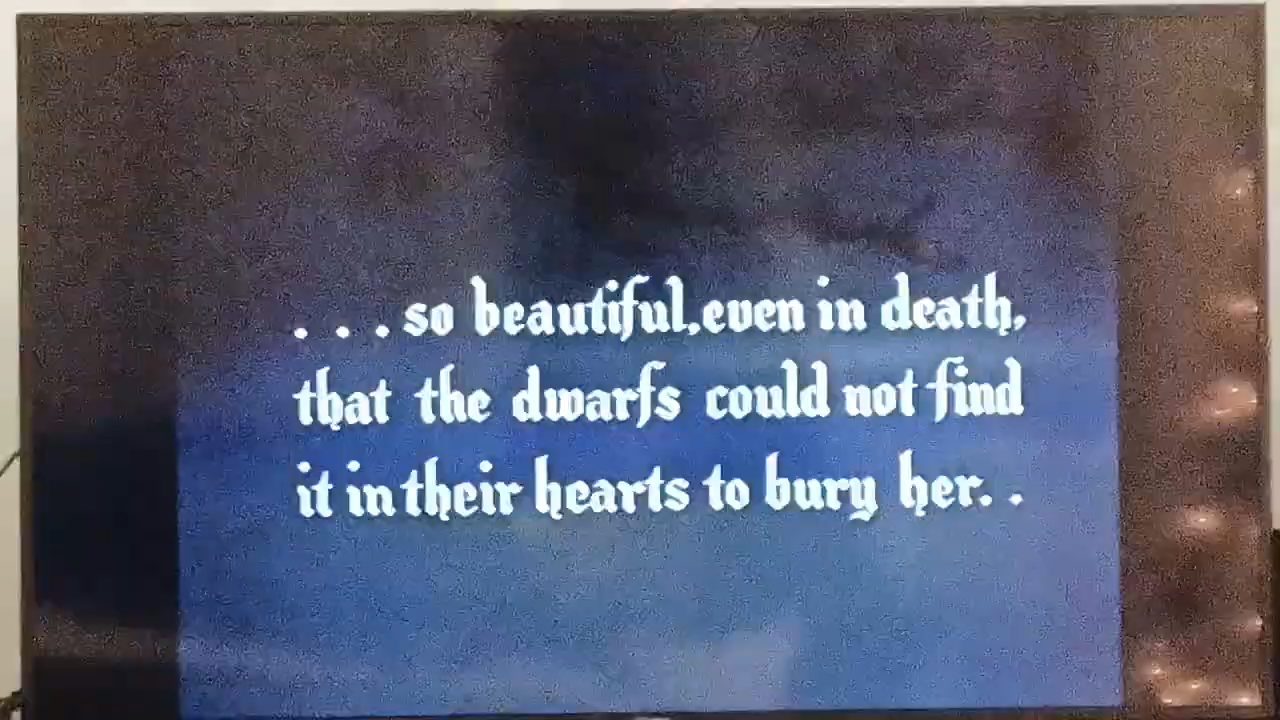 . . . so beautiful, even in death,
that the dwarfs could not find
it in their hearts to bury her. .